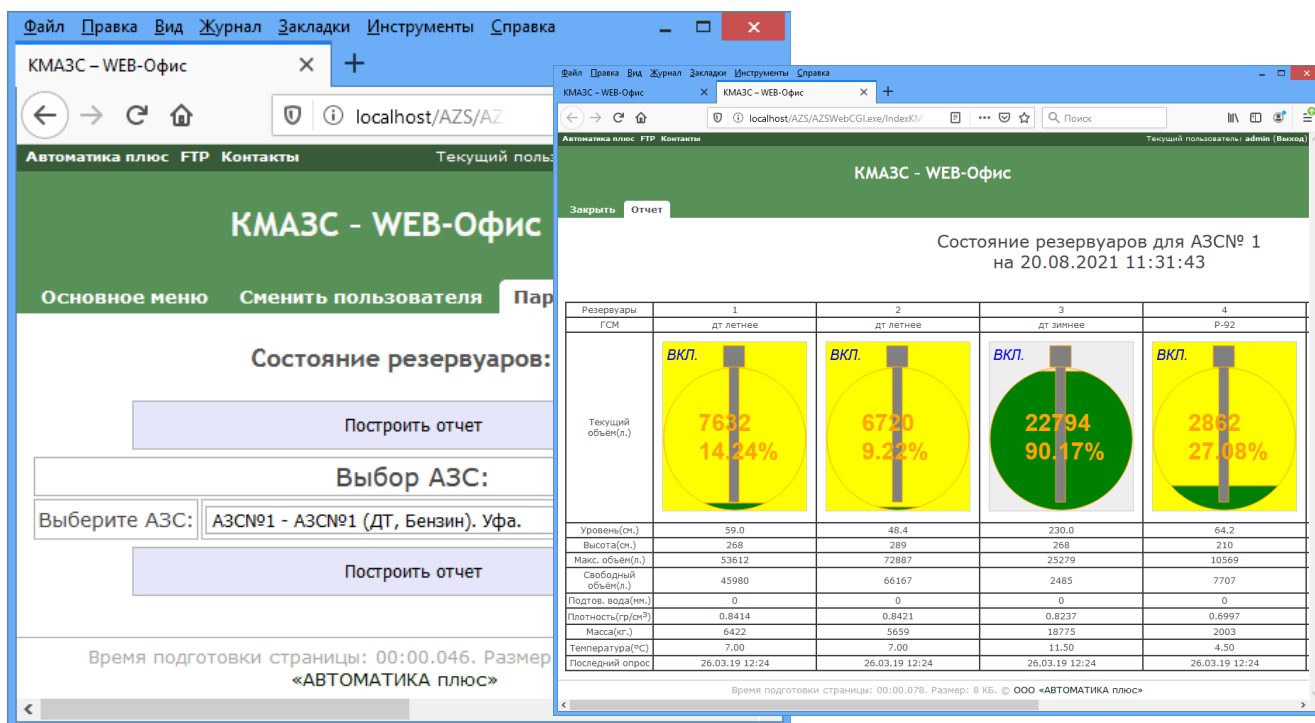 Файл Правка Вид Журнал Закладки Инструменты Справка
КМАЗС – WEB-Офис
localhost/AZS/AZ
Автоматика плюс FTP Контакты Текущий поль
КМАЗС – WEB-Офис
Основное меню Сменить пользователя Пар
Состояние резервуаров:
Построить отчет
Выбор АЗС:
Выберите АЗС: АЗС№1 - АЗС№1 (ДТ, Бензин). Уфа.
Построить отчет
Время подготовки страницы: 00:00.046. Размер
«АВТОМАТИКА плюс»
Файл Правка Вид Журнал Закладки Инструменты Справка
КМАЗС – WEB-Офис КМАЗС – WEB-Офис
localhost/AZS/AZSWebCGI.exe/IndexKM Поиск
Автоматика плюс FTP Контакты Текущий пользователь: admin (Выход)
КМАЗС – WEB-Офис
Закрыть Отчет
Состояние резервуаров для АЗС№ 1
на 20.08.2021 11:31:43
Резервуары 1 2 3 4
ГСМ дт летнее дт летнее дт зимнее Р-92
ВКЛ. ВКЛ. ВКЛ. ВКЛ.
Текущий
объём(л.)
7632 6720 22794 2862
14.24% 9.22% 90.17% 27.08%
Уровень(см.) 59.0 48.4 230.0 64.2
Высота(см.) 268 289 268 210
Макс. объём(л.) 53612 72887 25279 10569
Свободный
объём(л.) 45980 66167 2485 7707
Подтов. вода(мм.) 0 0 0 0
Плотность(гр/см³) 0.8414 0.8421 0.8237 0.6997
Масса(кг.) 6422 5659 18775 2003
Температура(°C) 7.00 7.00 11.50 4.50
Последний опрос 26.03.19 12:24 26.03.19 12:24 26.03.19 12:24 26.03.19 12:24
Время подготовки страницы: 00:00.078. Размер: 8 КБ. © ООО «АВТОМАТИКА плюс»